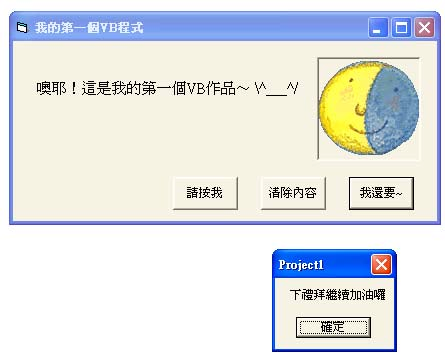 我的第一個VB程式
噢耶！這是我的第一個VB作品～ \^___^/
請按我
清除內容
我還要~
Project1
下禮拜繼續加油囉
確定